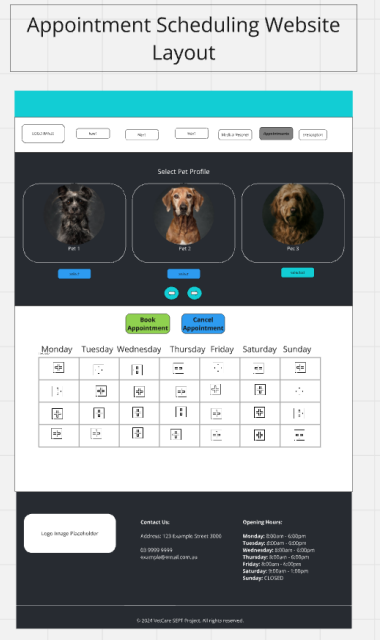 Appointment Scheduling Website
Layout
Appointments
Select Pet Profile
Pet 1
Pet 2
Pet 3
Book
Appointment
Cancel
Appointment
Monday Tuesday Wednesday Thursday Friday Saturday Sunday
Logo Image Placeholder
Contact Us:
Address: 123 Example Street 3000
03 9999 9999
example@email.com.au
Opening Hours:
Monday: 8:00am - 6:00pm
Tuesday: 8:00am - 6:00pm
Wednesday: 8:00am - 6:00pm
Thursday: 8:00am - 6:00pm
Friday: 8:00am - 6:00pm
Saturday: 9:00am - 1:00pm
Sunday: CLOSED
© 2024 VetCare SEPT Project. All rights reserved.